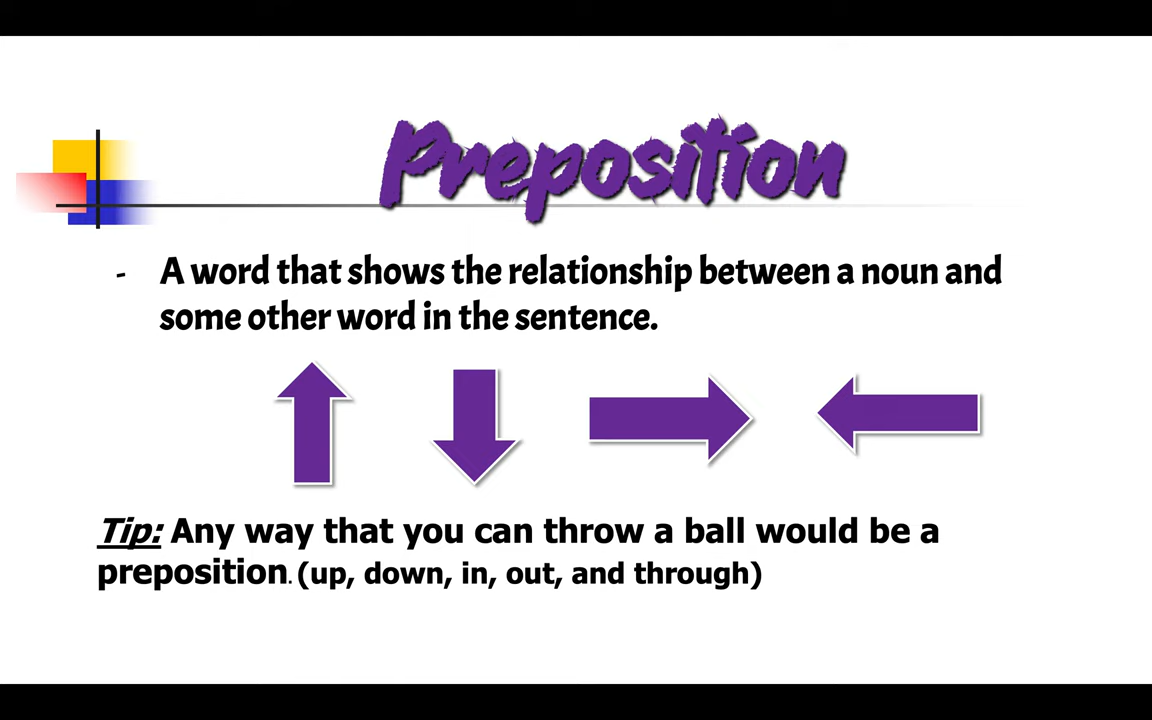 Preposition
- A word that shows the relationship between a noun and
some other word in the sentence.
Tip: Any way that you can throw a ball would be a
preposition. (up, down, in, out, and through)